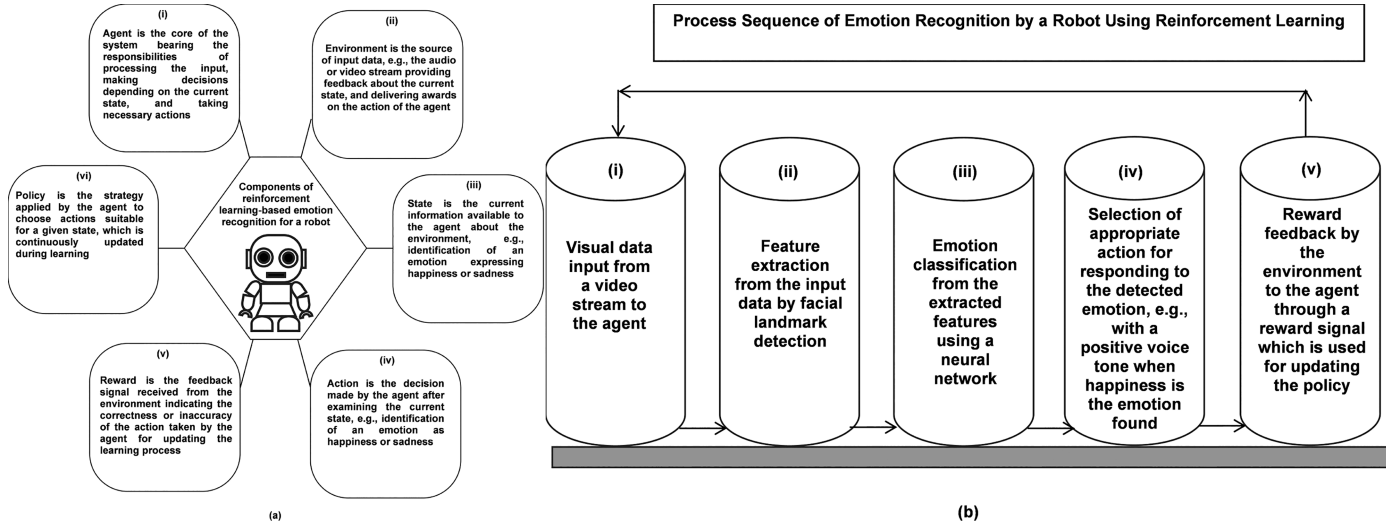 (i)
Agent is the core of the
system bearing the
responsibilities of
processing the input,
making decisions
depending on the current
state, and taking
necessary actions
(ii)
Environment is the source
of input data, e.g., the audio
or video stream providing
feedback about the current
state, and delivering awards
on the action of the agent
(iii)
State is the current
information available to
the agent about the
environment, e.g.,
identification of an
emotion expressing
happiness or sadness
(iv)
Action is the decision
made by the agent after
examining the current
state, e.g., identification
of an emotion as
happiness or sadness
(v)
Reward is the feedback
signal received from the
environment indicating the
correctness or inaccuracy
of the action taken by the
agent for updating the
learning process
(vi)
Policy is the strategy
applied by the agent to
choose actions suitable
for a given state, which is
continuously updated
during learning
Components of
reinforcement
learning-based emotion
recognition for a robot
(a)
Process Sequence of Emotion Recognition by a Robot Using Reinforcement Learning
(i)
Visual data
input from
a video
stream to
the agent
(ii)
Feature
extraction
from the input
data by facial
landmark
detection
(iii)
Emotion
classification
from the
extracted
features
using a
neural
network
(iv)
Selection of
appropriate
action for
responding to
the detected
emotion, e.g.,
with a
positive voice
tone when
happiness is
the emotion
found
(v)
Reward
feedback by
the
environment
to the agent
through a
reward signal
which is used
for updating
the policy
(b)